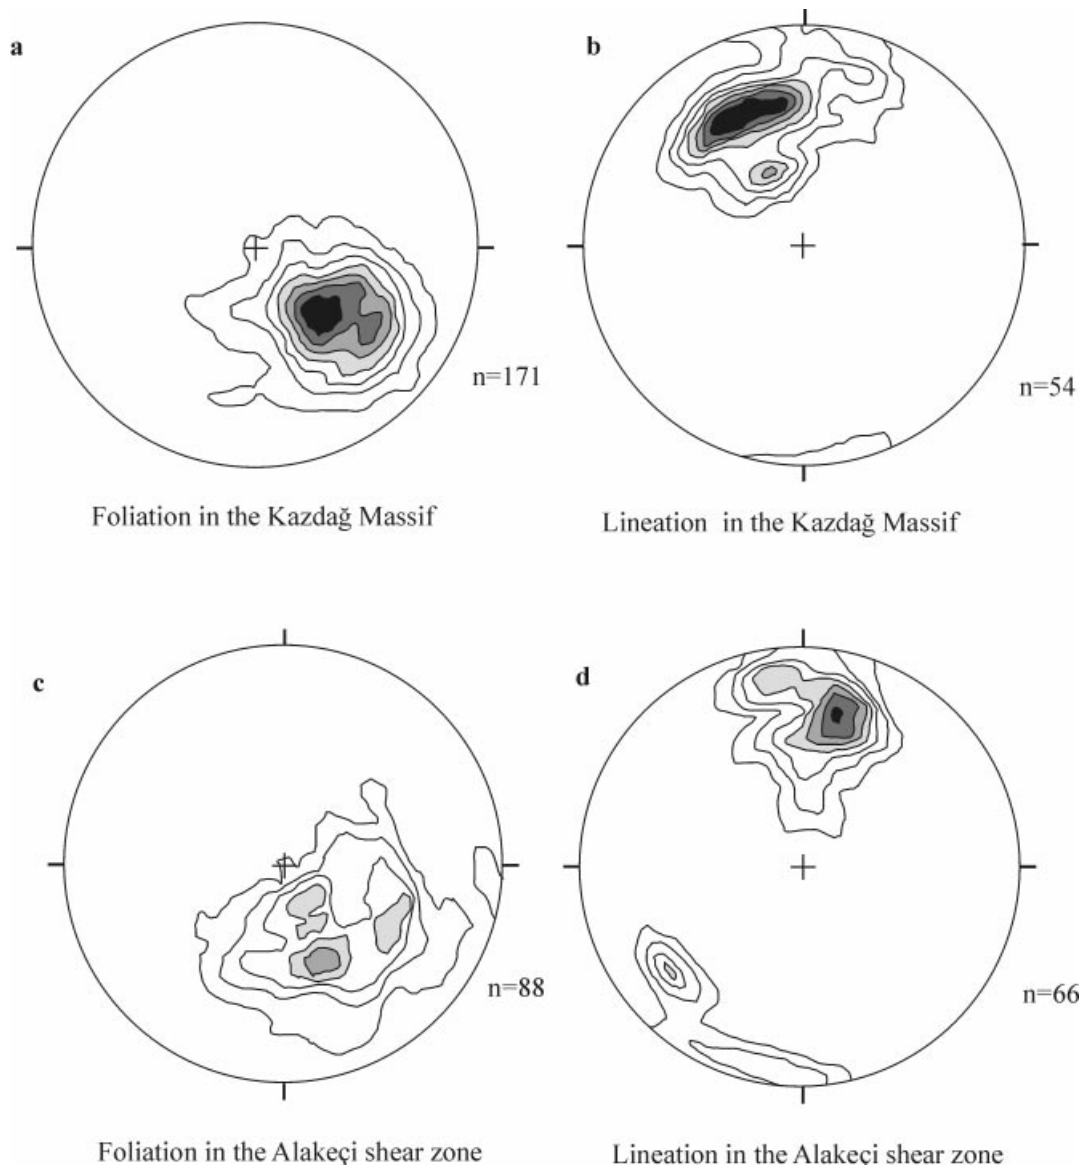 a
b
n=171
n=54
Foliation in the Kazdağ Massif
Lineation in the Kazdağ Massif
c
d
n=88
n=66
Foliation in the Alakeçi shear zone
Lineation in the Alakeçi shear zone